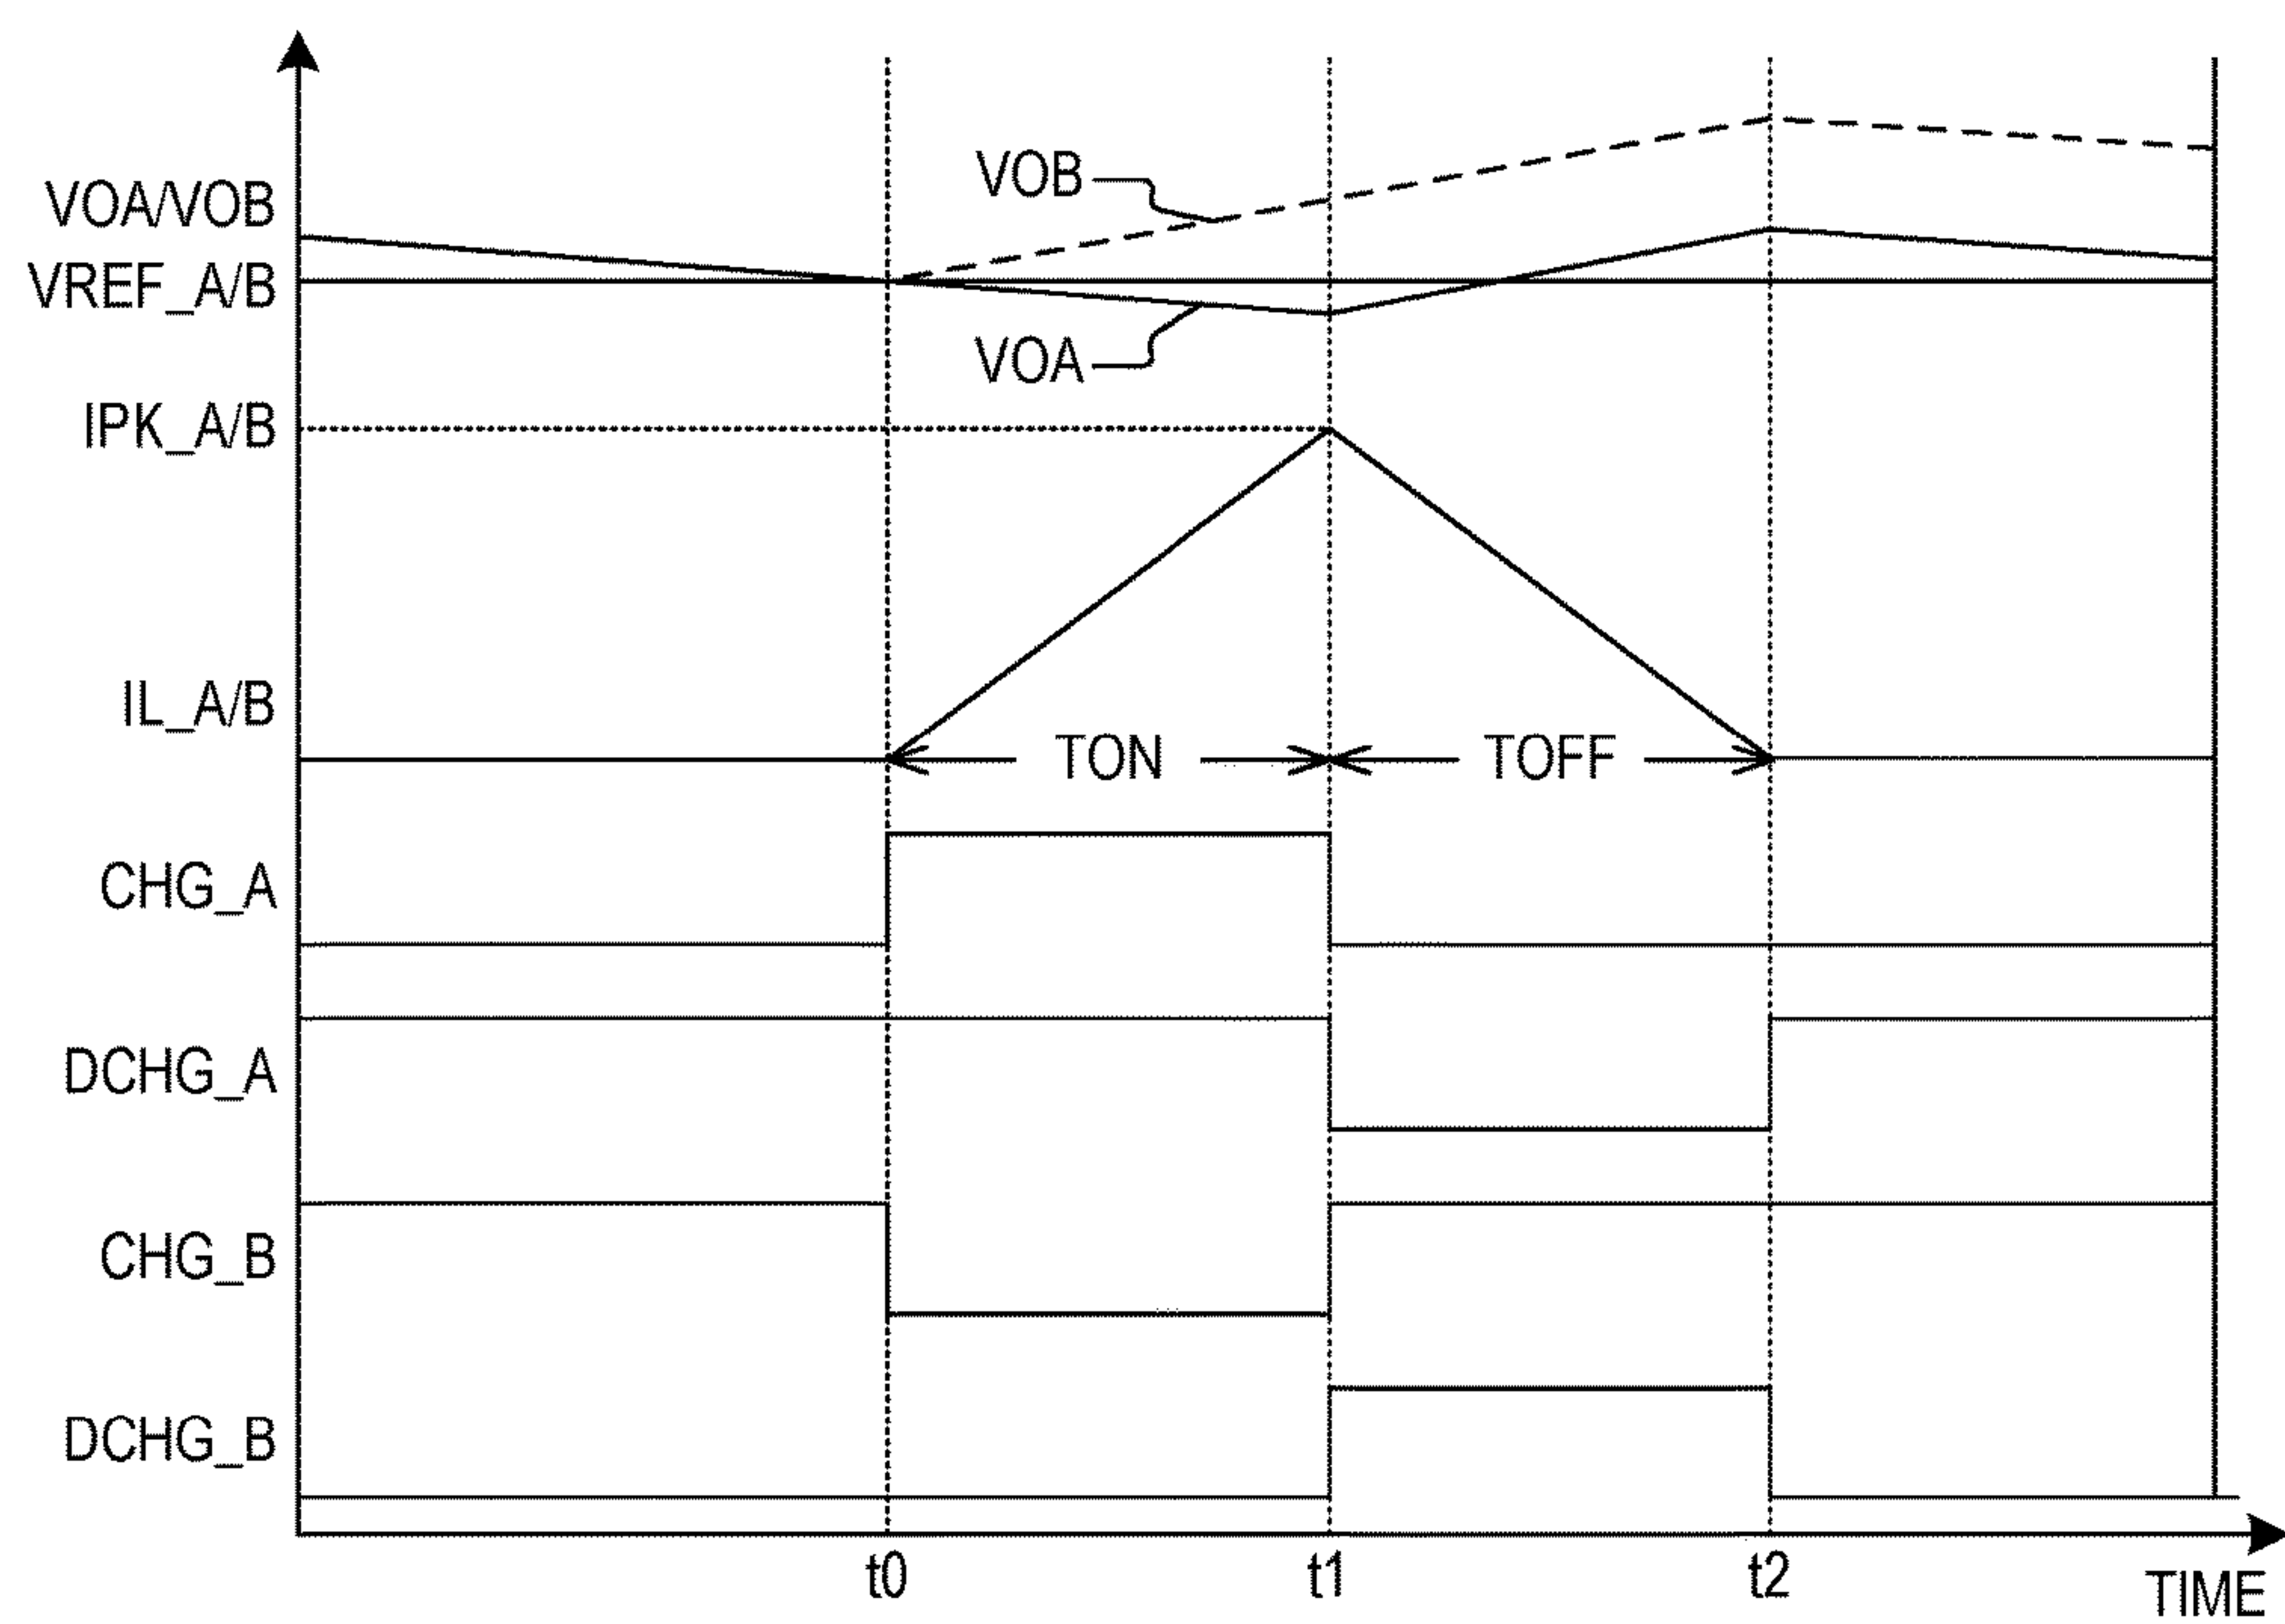 VOB
VOA/VOB
VREF_A/B
VOA
IPK_A/B
IL_A/B
TON
TOFF
CHG_A
DCHG_A
CHG_B
DCHG_B
t0
t1
t2
TIME